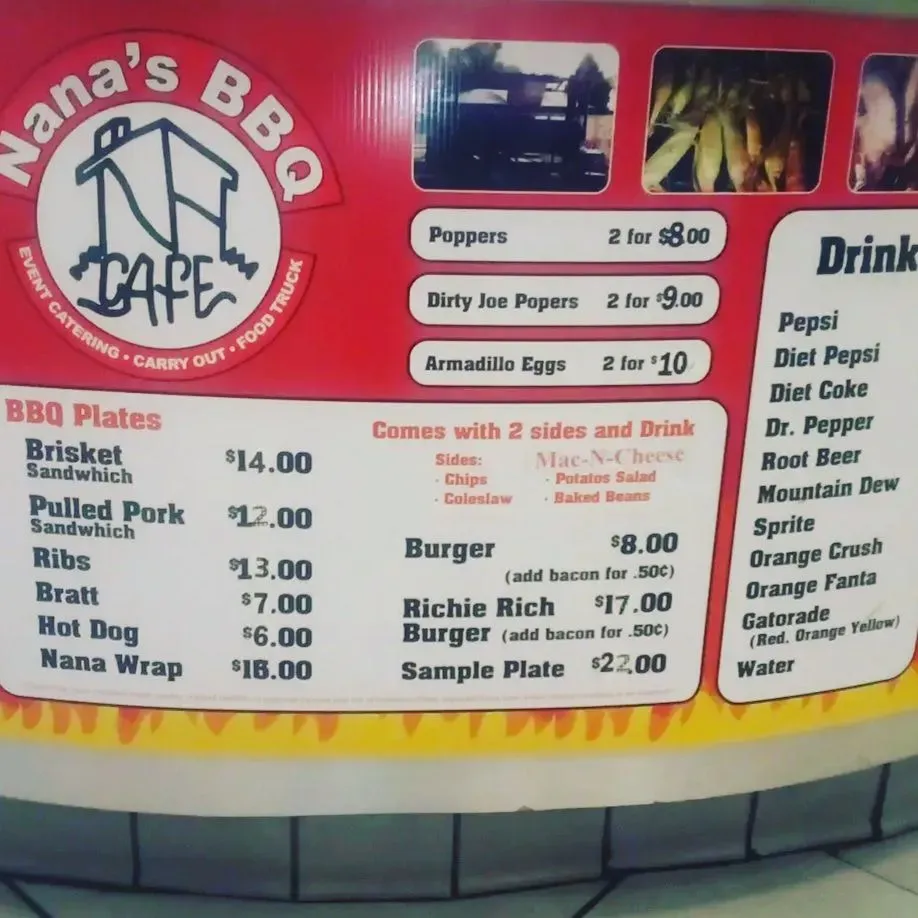 Nana's BBQ
NA
CAFE
EVENT CATERING • CARRY OUT • FOOD TRUCK
Poppers 2 for $8.00
Dirty Joe Popers 2 for $9.00
Armadillo Eggs 2 for $10
BBQ Plates
Brisket $14.00
Sandwhich
Pulled Pork $12.00
Sandwhich
Ribs $13.00
Bratt $7.00
Hot Dog $6.00
Nana Wrap $16.00
Comes with 2 sides and Drink
Sides: Mac-N-Cheese
· Chips · Potatos Salad
· Coleslaw · Baked Beans
Burger $8.00
(add bacon for .50¢)
Richie Rich $17.00
Burger (add bacon for .50¢)
Sample Plate $22.00
Drink
Pepsi
Diet Pepsi
Diet Coke
Dr. Pepper
Root Beer
Mountain Dew
Sprite
Orange Crush
Orange Fanta
Gatorade
(Red. Orange Yellow)
Water